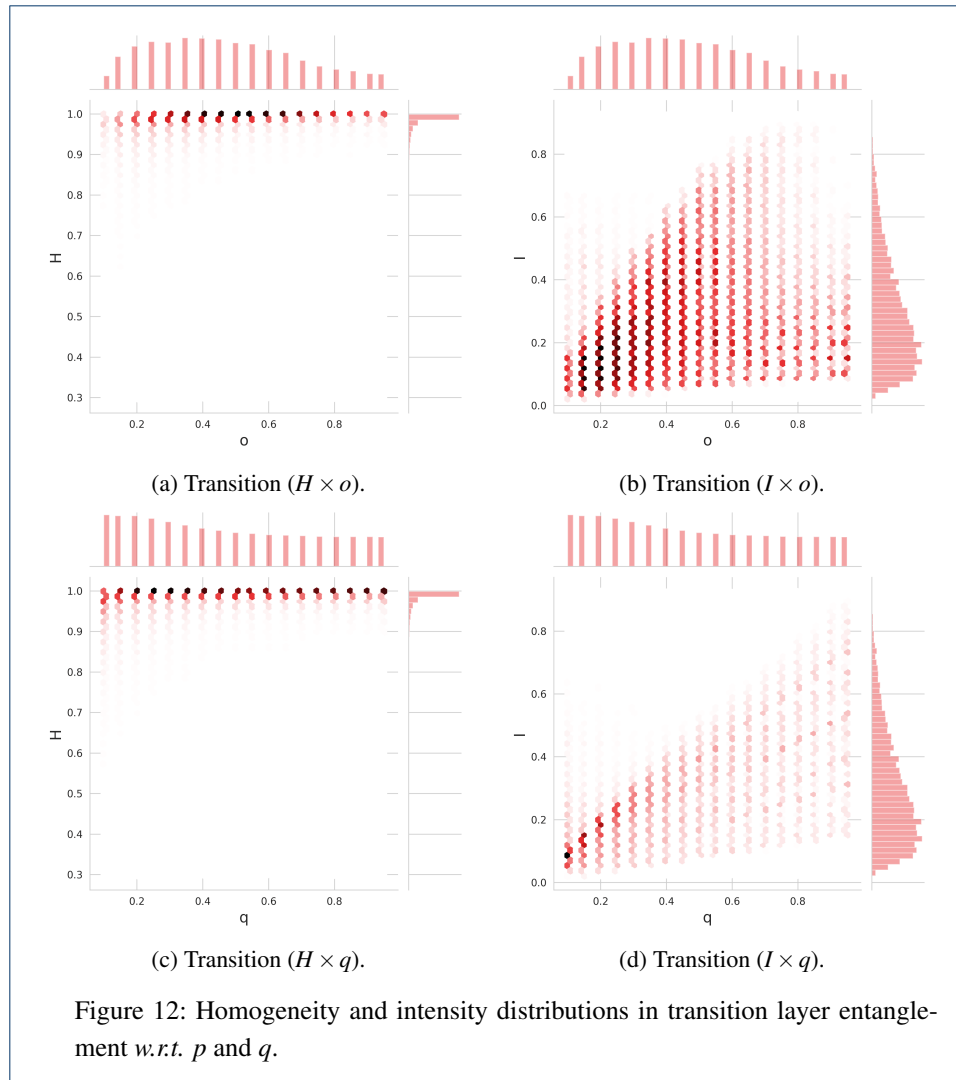 1.0
0.9
0.8
0.7
0.6
0.5
0.4
0.3
H
0.2 0.4 0.6 0.8
o
0.8
0.6
0.4
0.2
0.0
I
0.2 0.4 0.6 0.8
o
(a) Transition (H × o).
(b) Transition (I × o).
1.0
0.9
0.8
0.7
0.6
0.5
0.4
0.3
H
0.2 0.4 0.6 0.8
q
0.8
0.6
0.4
0.2
0.0
I
0.2 0.4 0.6 0.8
q
(c) Transition (H × q).
(d) Transition (I × q).
Figure 12: Homogeneity and intensity distributions in transition layer entangle-
ment w.r.t. p and q.